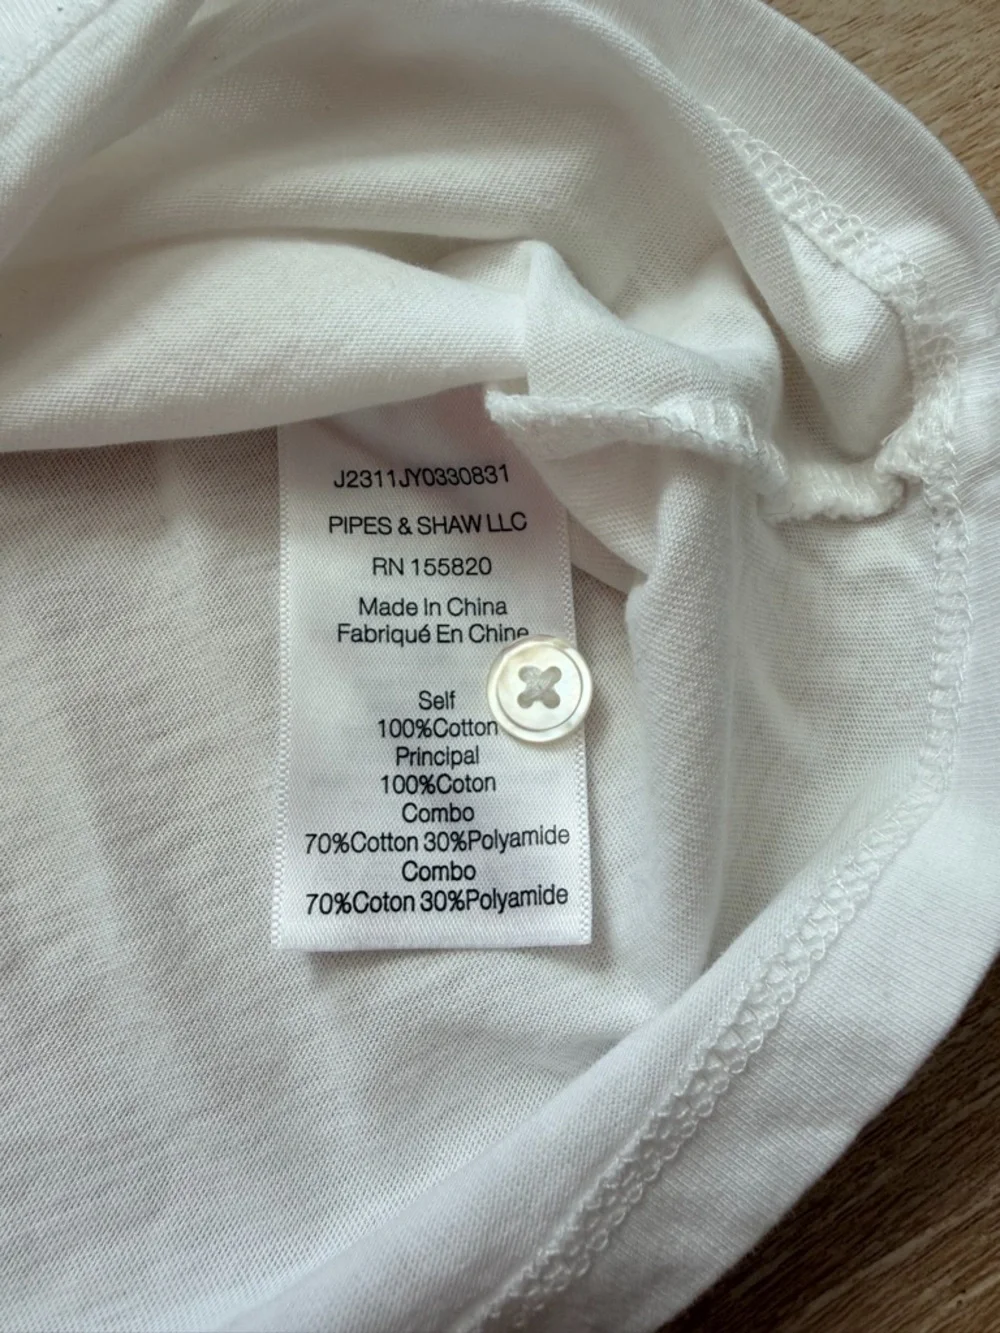 J2311JY0330831
PIPES & SHAW LLC
RN 155820
Made In China
Fabriqué En Chine
Self
100%Cotton
Principal
100%Coton
Combo
70%Cotton 30%Polyamide
Combo
70%Coton 30%Polyamide